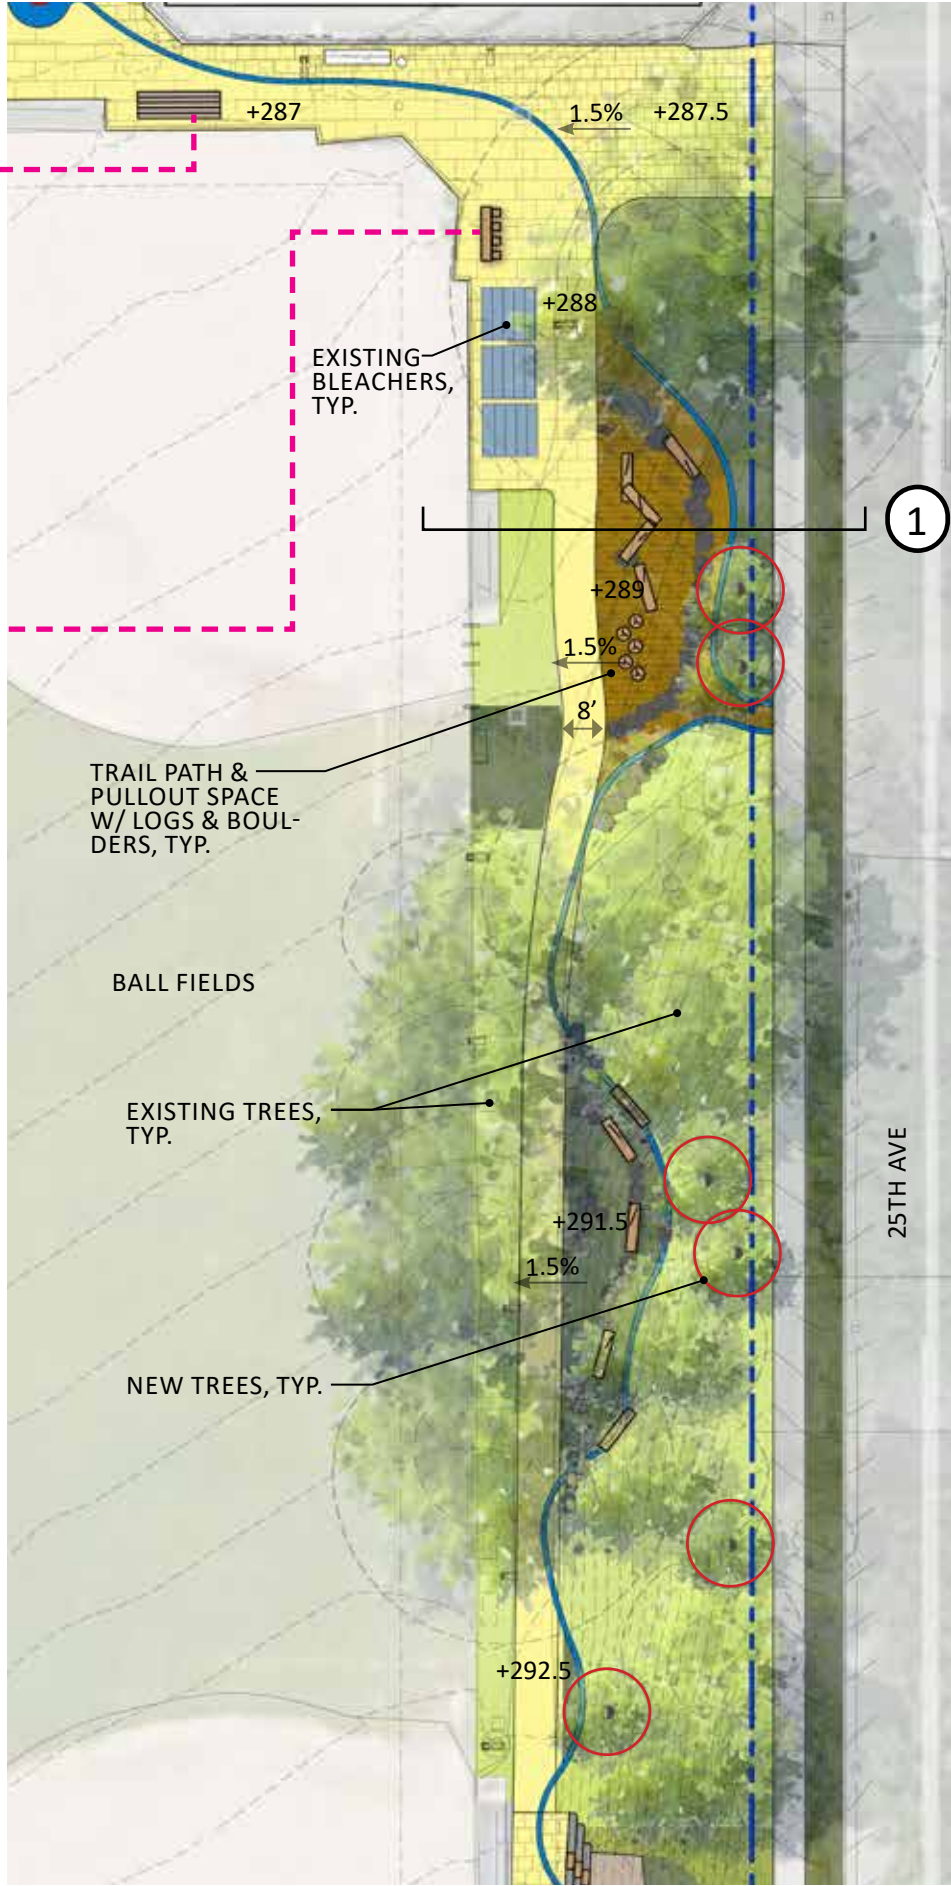 +287
1.5%
+287.5
+288
EXISTING
BLEACHERS,
TYP.
1
+289
1.5%
8’
TRAIL PATH &
PULLOUT SPACE
W/ LOGS & BOUL-
DERS, TYP.
BALL FIELDS
EXISTING TREES,
TYP.
25TH AVE
+291.5
1.5%
NEW TREES, TYP.
+292.5